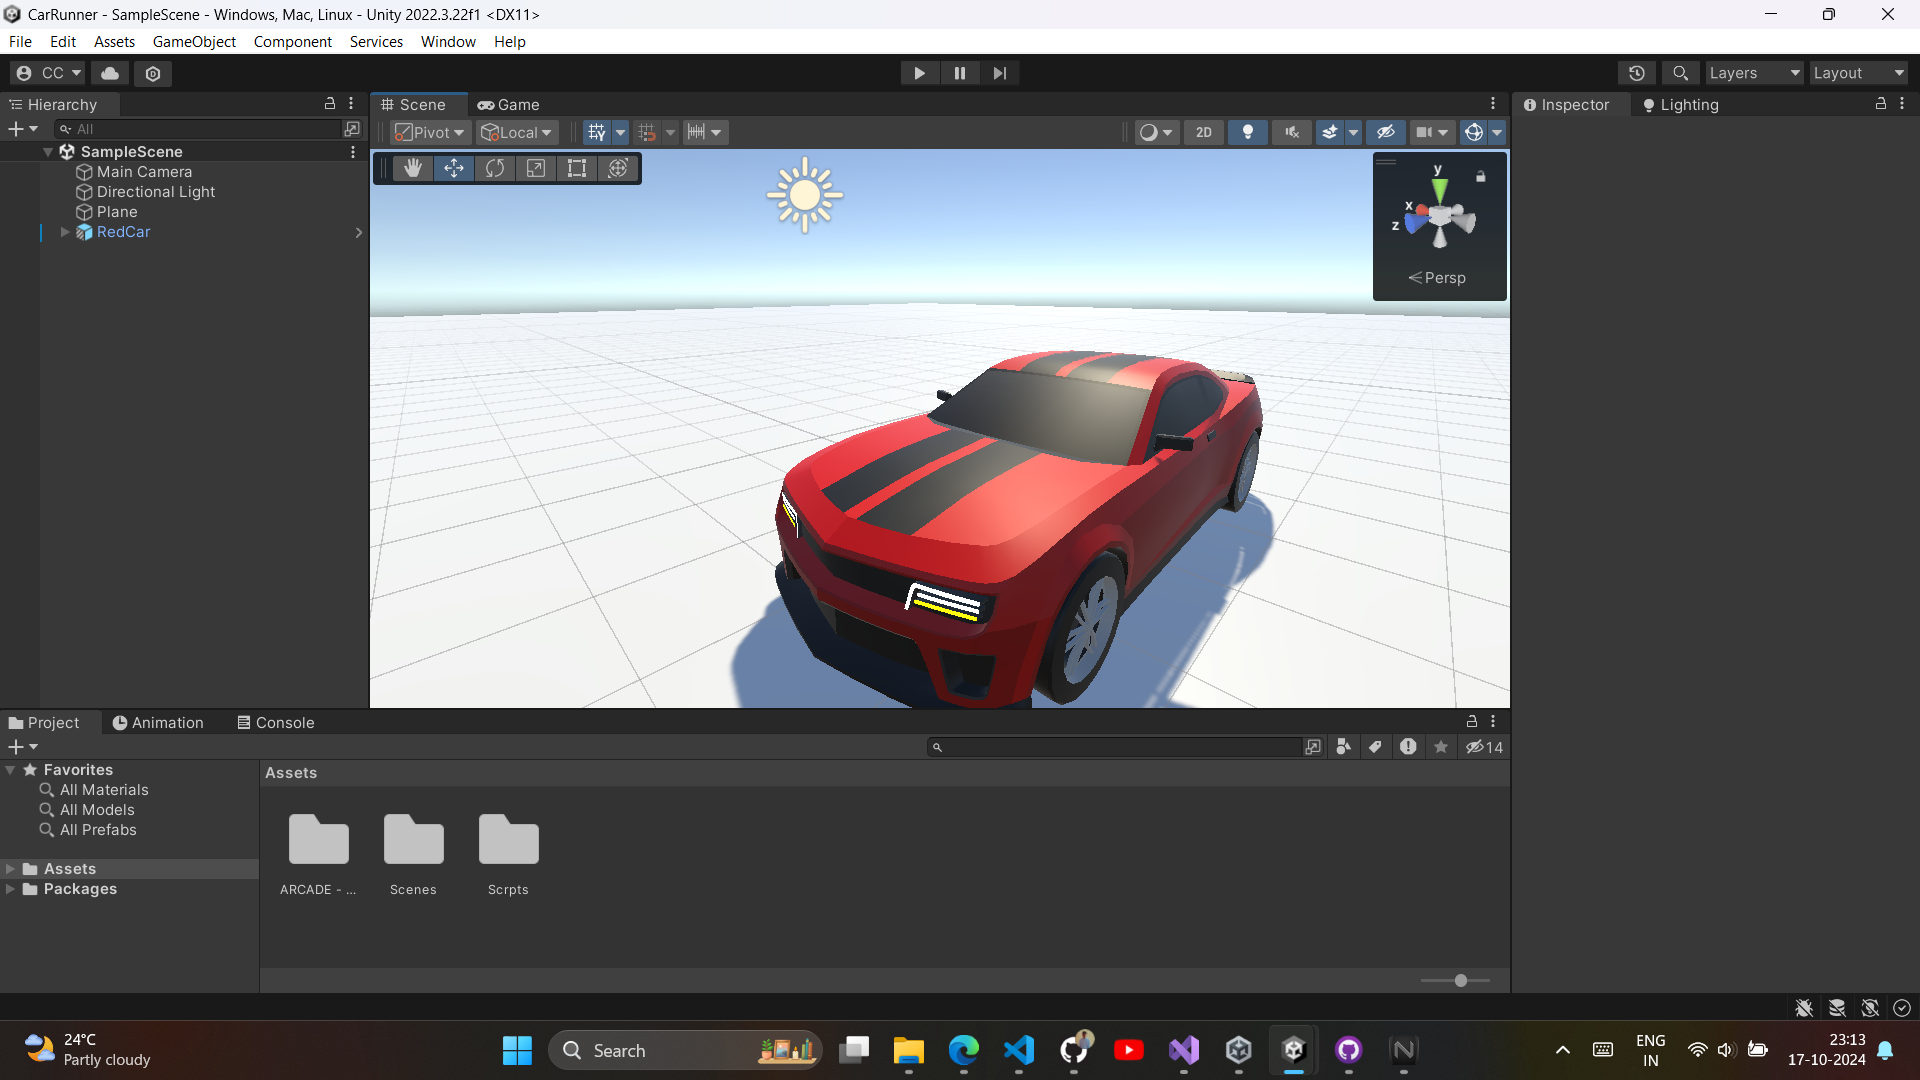 CarRunner - SampleScene - Windows, Mac, Linux - Unity 2022.3.22f1 <DX11>
File Edit Assets GameObject Component Services Window Help
CC
Layers
Layout
Hierarchy
Scene
Game
Inspector
Lighting
All
Pivot
Local
2D
SampleScene
Main Camera
Directional Light
Plane
RedCar
y
x
z
Persp
Project
Animation
Console
14
Favorites
All Materials
All Models
All Prefabs
Assets
Packages
Assets
ARCADE - ...
Scenes
Scrpts
24°C
Partly cloudy
Search
ENG
IN
23:13
17-10-2024